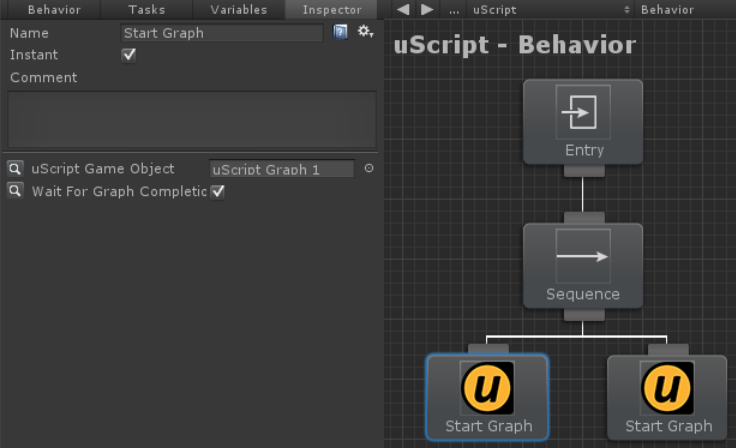 Behavior Tasks Variables Inspector
Name Start Graph
Instant
Comment
uScript Game Object uScript Graph 1
Wait For Graph Completic
... uScript Behavior
uScript - Behavior
Entry
Sequence
u u
Start Graph Start Graph